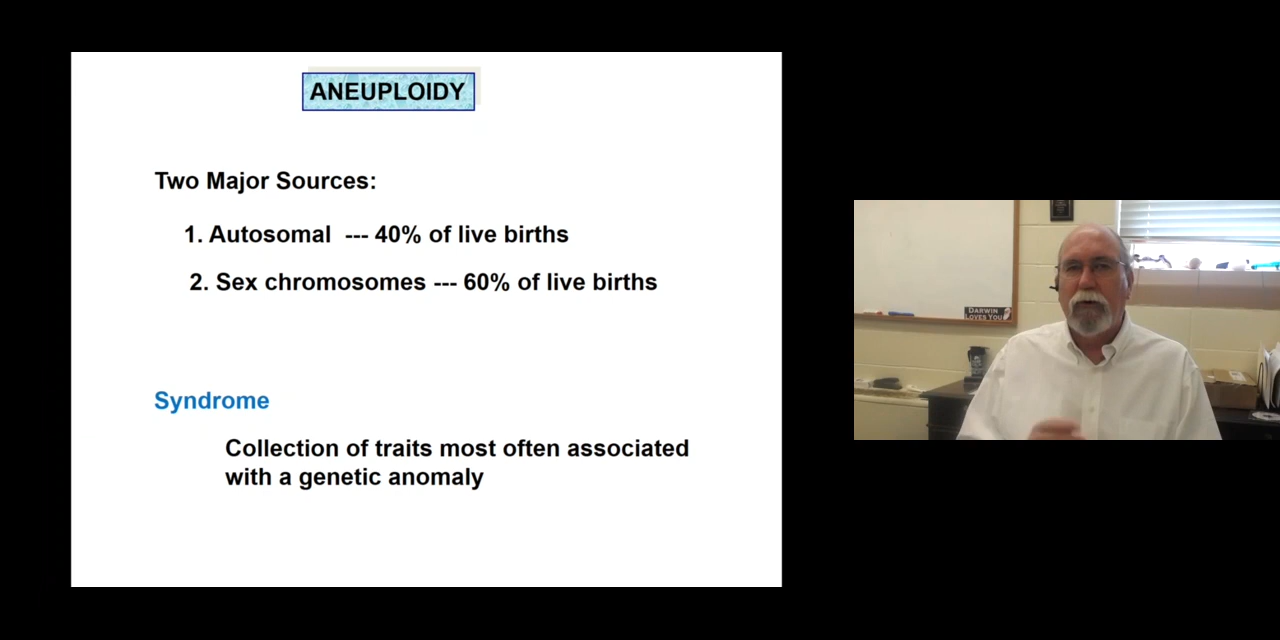 ANEUPLOIDY
Two Major Sources:
1. Autosomal --- 40% of live births
2. Sex chromosomes --- 60% of live births
Syndrome
Collection of traits most often associated
with a genetic anomaly
DARWIN
LOVES YOU